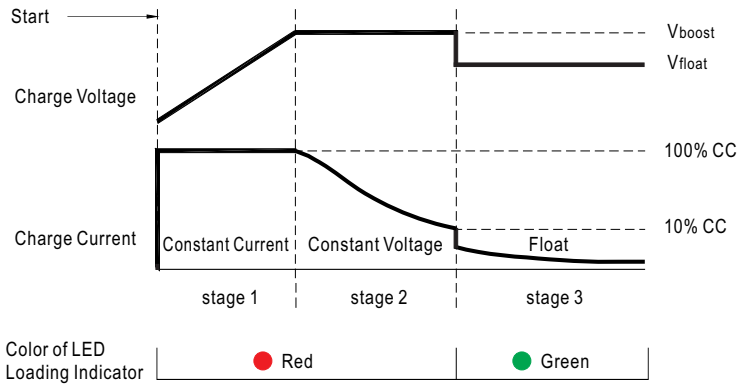 Start
Vboost
Vfloat
Charge Voltage
100% CC
10% CC
Charge Current
Constant Current
Constant Voltage
Float
stage 1
stage 2
stage 3
Color of LED
Loading Indicator
Red
Green